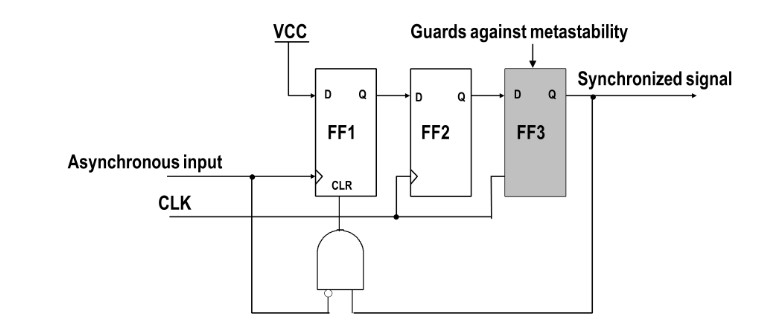 VCC
Guards against metastability
D Q
D Q
D Q
Synchronized signal
FF1
FF2
FF3
Asynchronous input
CLR
CLK